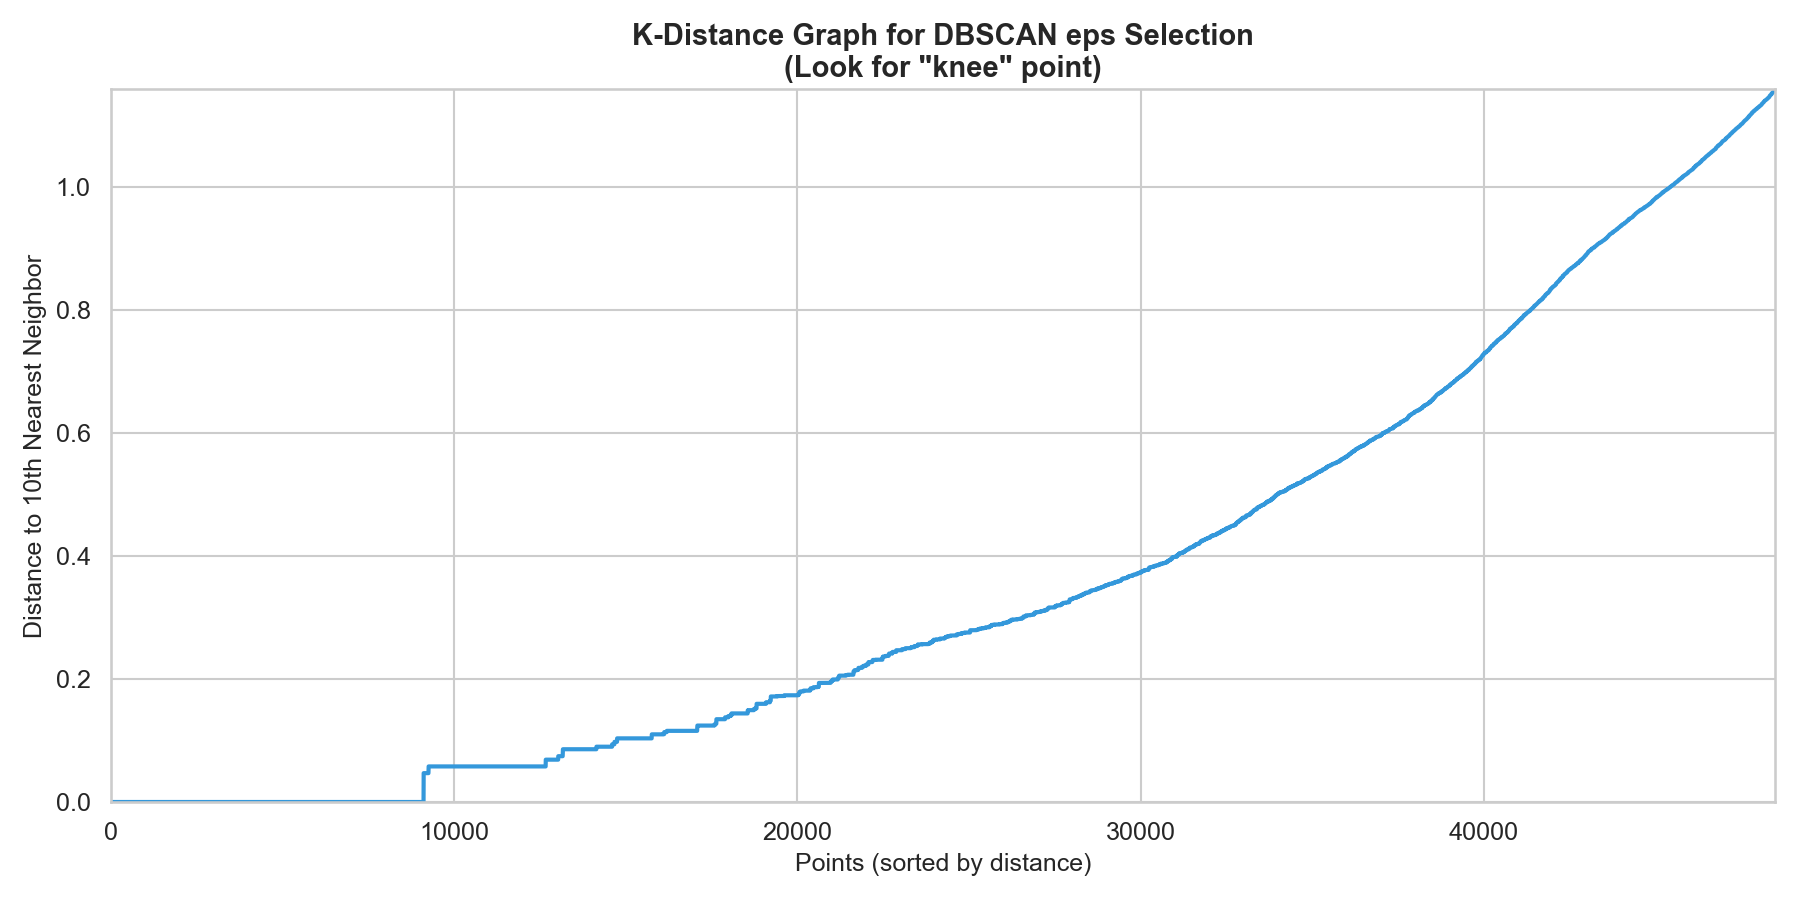 K-Distance Graph for DBSCAN eps Selection
(Look for "knee" point)
Distance to 10th Nearest Neighbor
1.0
0.8
0.6
0.4
0.2
0.0
0
10000
20000
30000
40000
Points (sorted by distance)